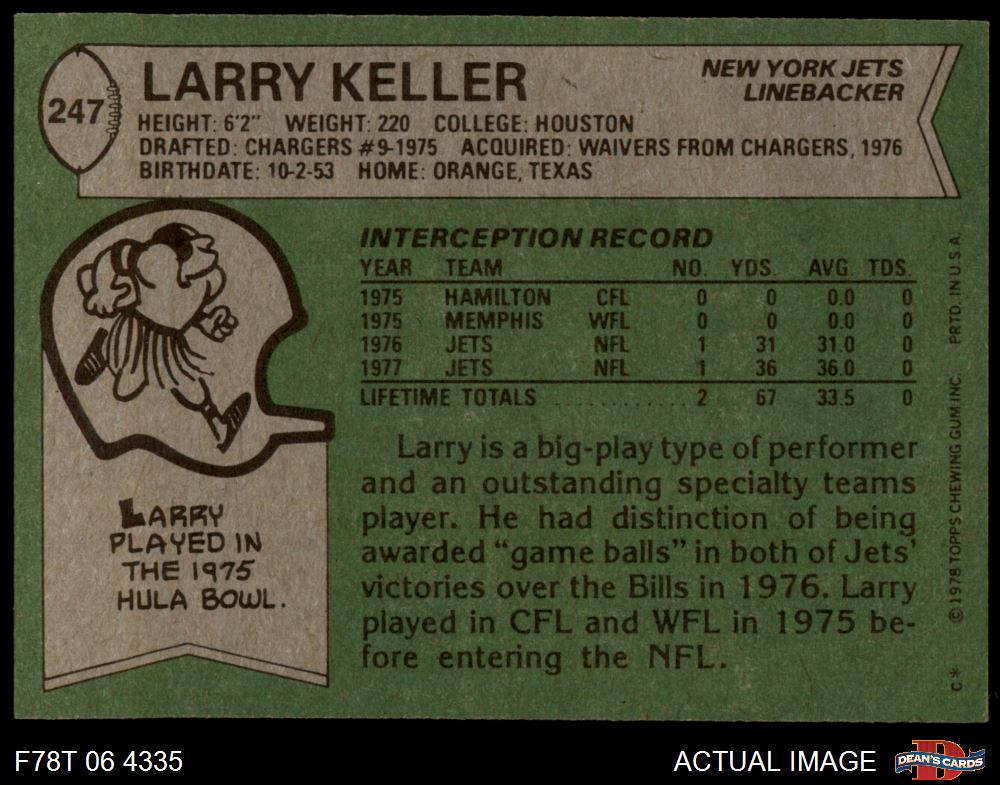 247
LARRY KELLER
NEW YORK JETS
LINEBACKER
HEIGHT: 6'2" WEIGHT: 220 COLLEGE: HOUSTON
DRAFTED: CHARGERS #9-1975 ACQUIRED: WAIVERS FROM CHARGERS, 1976
BIRTHDATE: 10-2-53 HOME: ORANGE, TEXAS
INTERCEPTION RECORD
YEAR TEAM NO. YDS. AVG. TDS.
1975 HAMILTON CFL 0 0 0.0 0
1975 MEMPHIS WFL 0 0 0.0 0
1976 JETS NFL 1 31 31.0 0
1977 JETS NFL 1 36 36.0 0
LIFETIME TOTALS ............ 2 67 33.5 0
Larry is a big-play type of performer
and an outstanding specialty teams
player. He had distinction of being
awarded "game balls" in both of Jets'
victories over the Bills in 1976. Larry
played in CFL and WFL in 1975 be-
fore entering the NFL.
LARRY
PLAYED IN
THE 1975
HULA BOWL.
C* ©1978 TOPPS CHEWING GUM INC. PRTD. IN U.S.A.
F78T 06 4335
ACTUAL IMAGE
DEAN'S CARDS